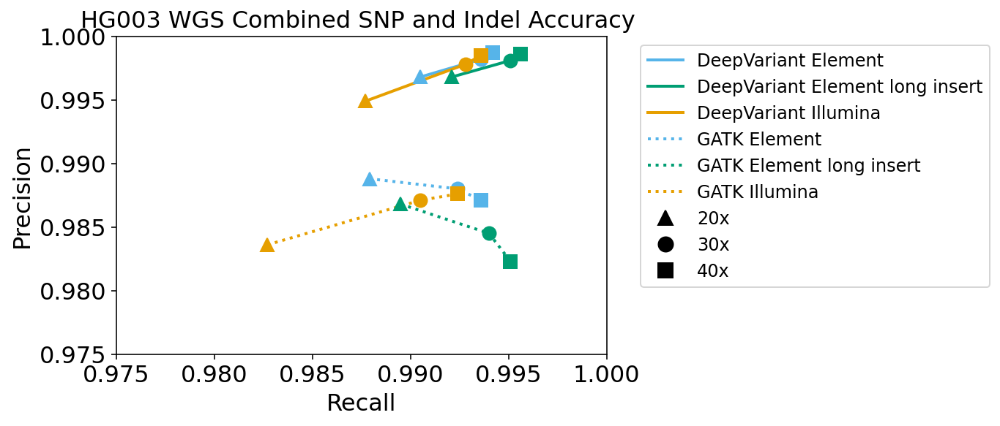 HG003 WGS Combined SNP and Indel Accuracy
1.000
0.995
0.990
0.985
0.980
0.975
Precision
0.975 0.980 0.985 0.990 0.995 1.000
Recall
DeepVariant Element
DeepVariant Element long insert
DeepVariant Illumina
GATK Element
GATK Element long insert
GATK Illumina
20x
30x
40x